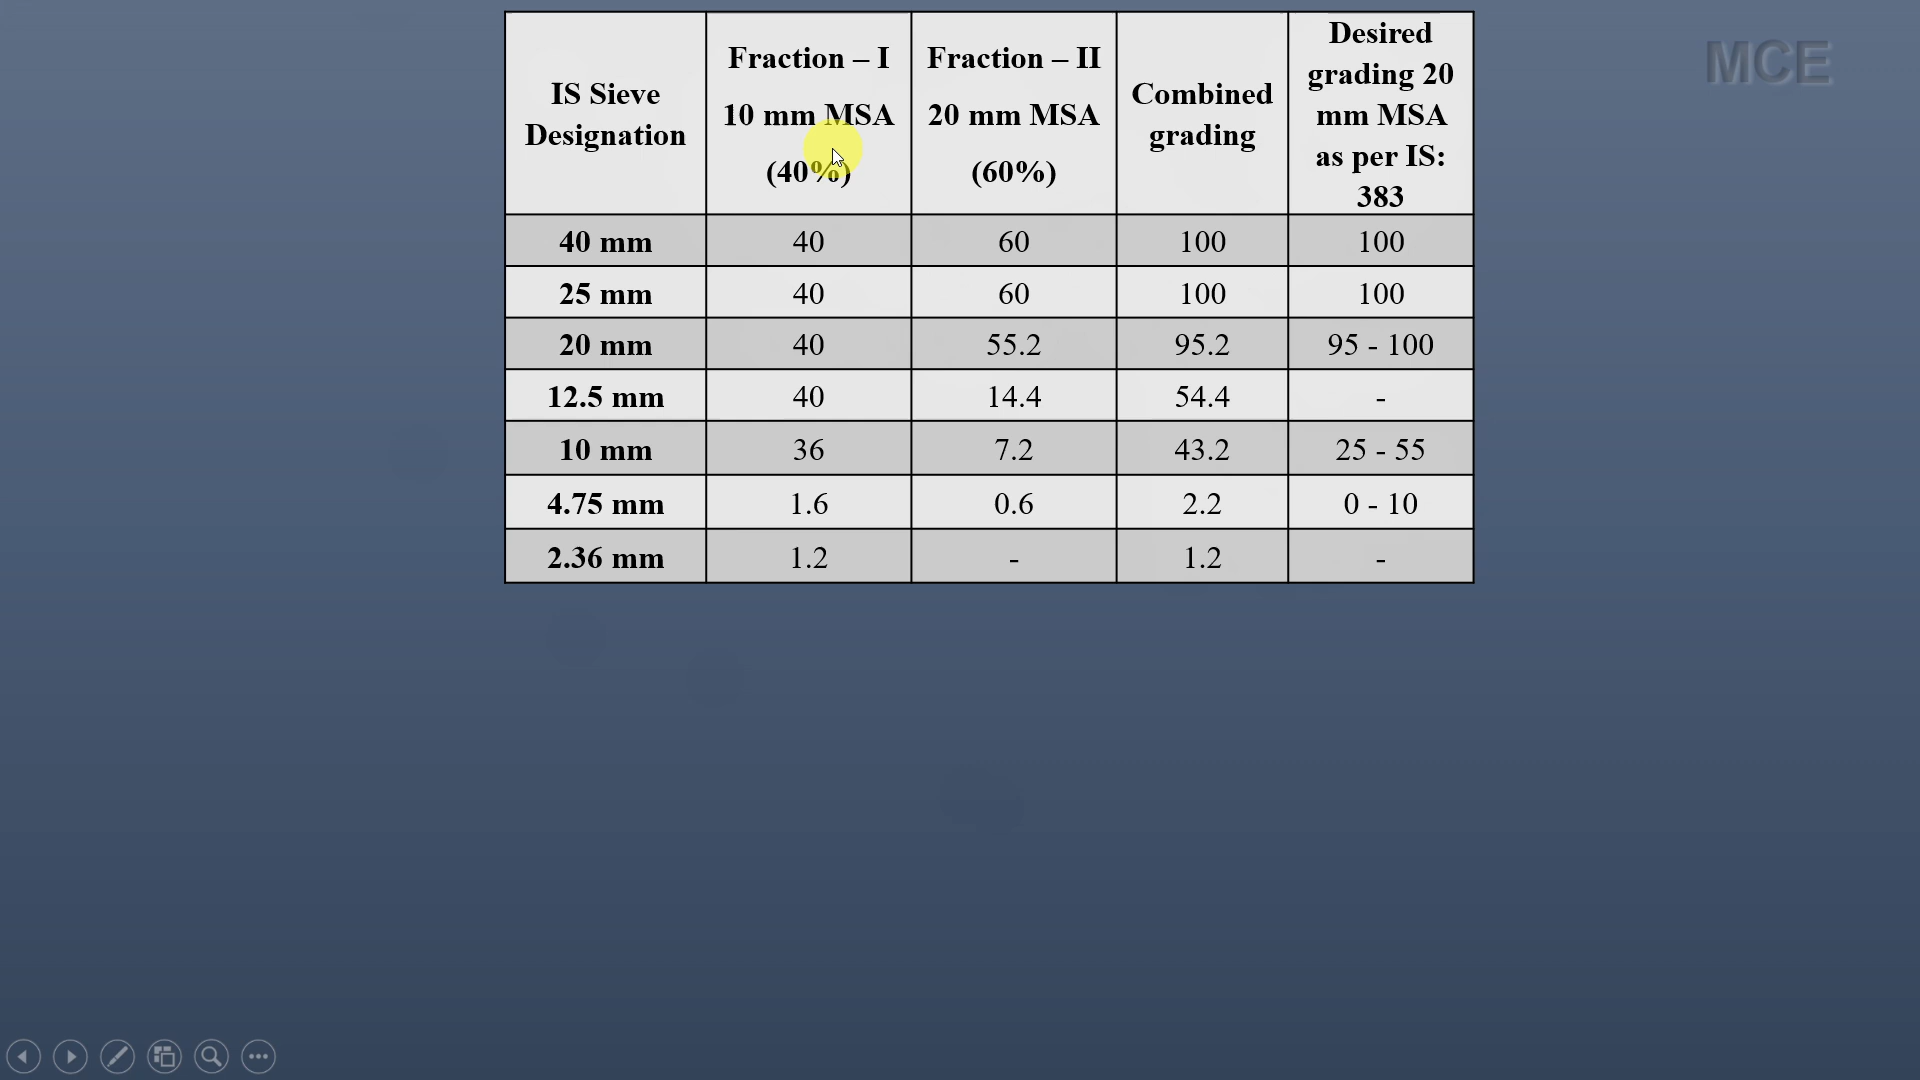 IS Sieve Designation | Fraction – I 10 mm MSA (40%) | Fraction – II 20 mm MSA (60%) | Combined grading | Desired grading 20 mm MSA as per IS: 383
40 mm | 40 | 60 | 100 | 100
25 mm | 40 | 60 | 100 | 100
20 mm | 40 | 55.2 | 95.2 | 95 - 100
12.5 mm | 40 | 14.4 | 54.4 | -
10 mm | 36 | 7.2 | 43.2 | 25 - 55
4.75 mm | 1.6 | 0.6 | 2.2 | 0 - 10
2.36 mm | 1.2 | - | 1.2 | -
MCE